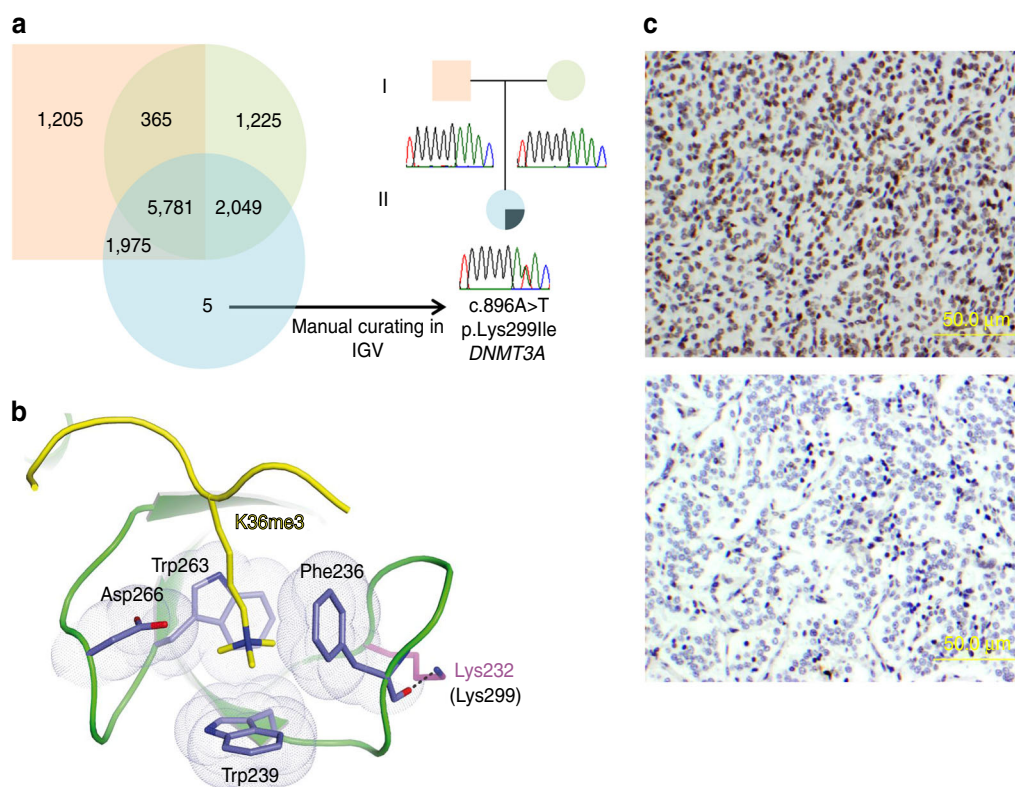 a
1,205
365
1,225
5,781
2,049
1,975
5
Manual curating in
IGV
I
II
c.896A>T
p.Lys299Ile
DNMT3A
b
K36me3
Trp263
Asp266
Phe236
Lys232
(Lys299)
Trp239
c
50.0 µm
50.0 µm